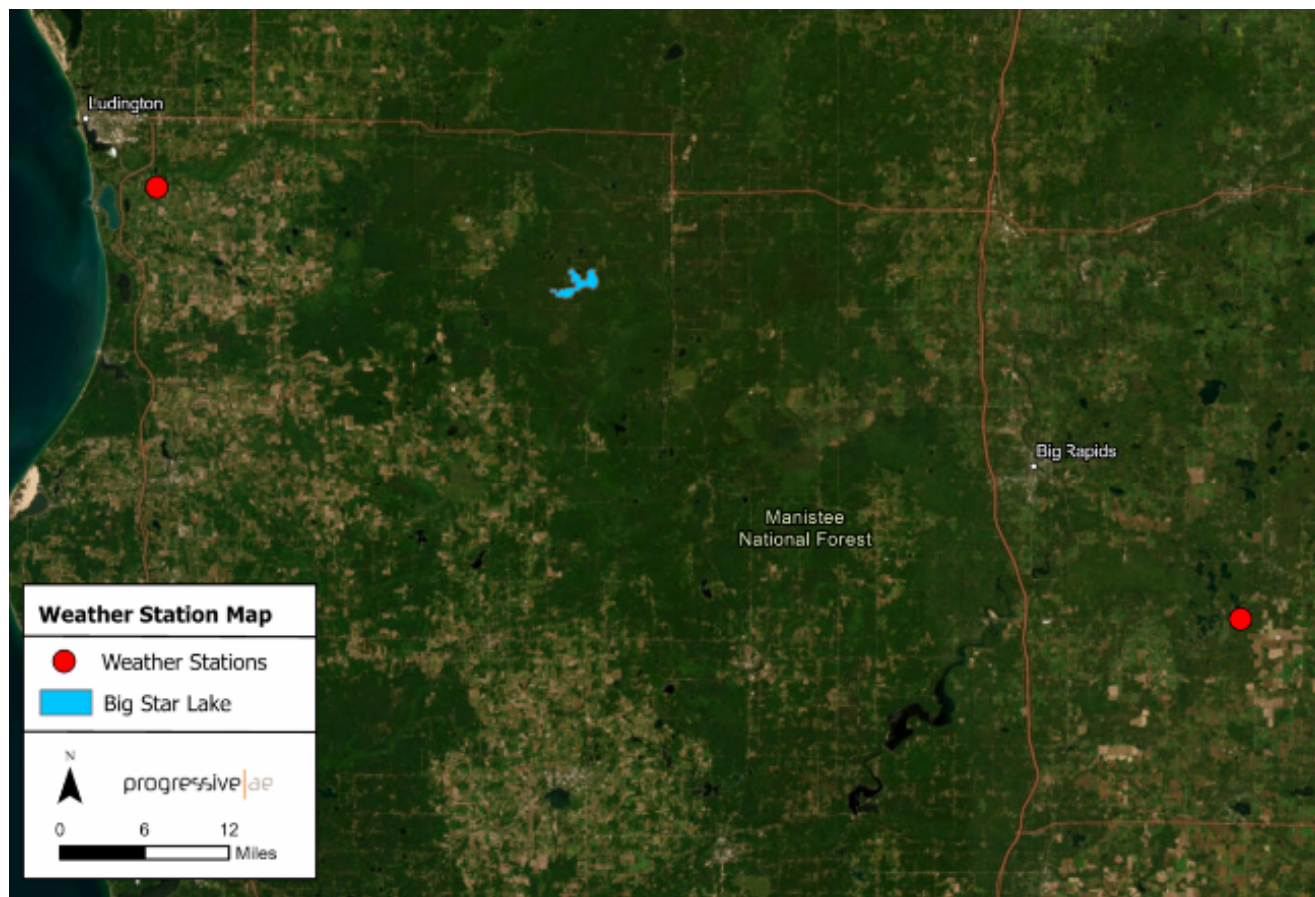 Ludington
Big Rapids
Manistee
National Forest
Weather Station Map
Weather Stations
Big Star Lake
N
progressive|ae
0 6 12
Miles